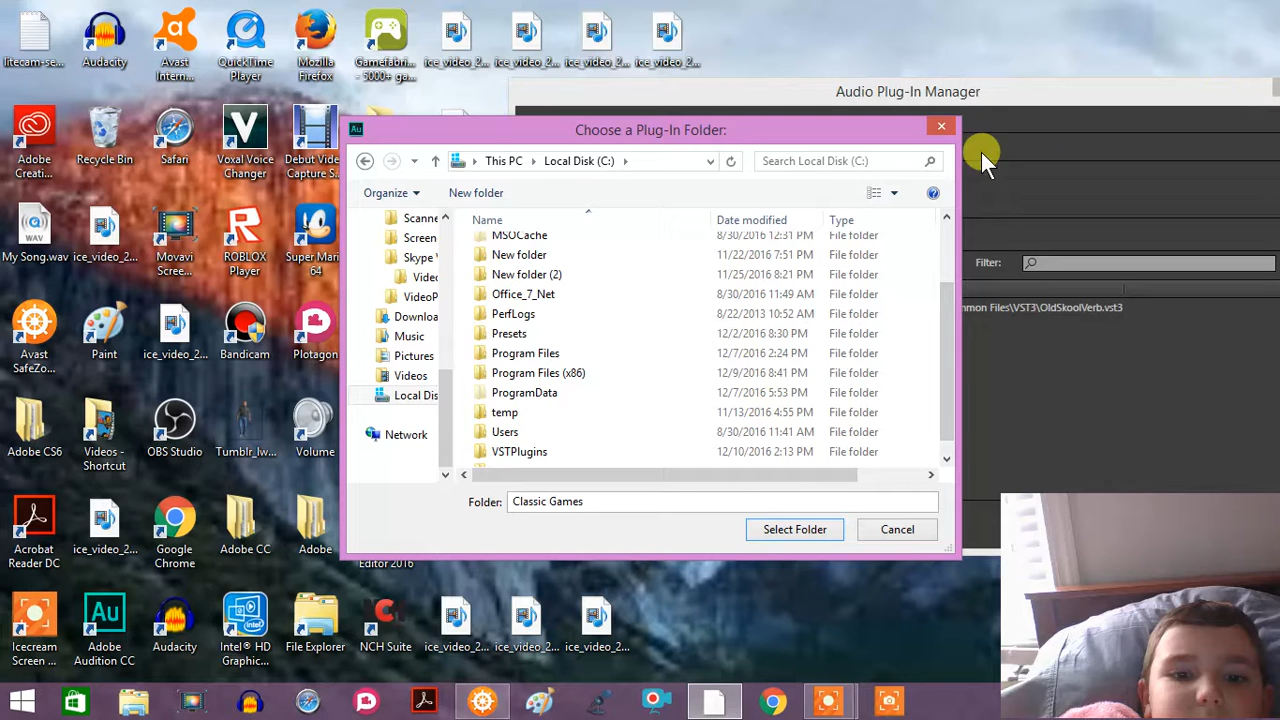 litecam-se...
Audacity
Avast
Intern...
QuickTime
Player
Mozilla
Firefox
Gamefabri...
- 5000+ ga...
ice_video_2...
ice_video_2...
ice_video_2...
ice_video_2...
Audio Plug-In Manager
Choose a Plug-In Folder:
Adobe
Creati...
Recycle Bin
Safari
Voxal Voice
Changer
Debut Vide
Capture S..
This PC
Local Disk (C:)
Search Local Disk (C:)
Organize
New folder
Name
Date modified
Type
Scanne
Screen
Skype
Video
VideoP
Downloa
Music
Pictures
Videos
Local Dis
Network
MSOCache 8/30/2016 12:31 PM File folder
New folder 11/22/2016 7:51 PM File folder
New folder (2) 11/25/2016 8:21 PM File folder
Office_7_Net 8/30/2016 11:49 AM File folder
PerfLogs 8/22/2013 10:52 AM File folder
Presets 12/2/2016 8:30 PM File folder
Program Files 12/7/2016 2:24 PM File folder
Program Files (x86) 12/9/2016 8:41 PM File folder
ProgramData 12/7/2016 5:53 PM File folder
temp 11/13/2016 4:55 PM File folder
Users 8/30/2016 11:41 AM File folder
VSTPlugins 12/10/2016 2:13 PM File folder
Folder: Classic Games
Select Folder
Cancel
Filter:
mon Files\VST3\OldSkoolVerb.vst3
WAV
My Song.wav
ice_video_2...
Movavi
Scree...
ROBLOX
Player
Super Mari
64
Avast
SafeZo...
Paint
ice_video_2...
Bandicam
Plotagon
Adobe CS6
Videos -
Shortcut
OBS Studio
Tumblr_lw...
Volume
Acrobat
Reader DC
ice_video_2...
Google
Chrome
Adobe CC
Adobe
Editor 2016
Au
Icecream
Screen ...
Adobe
Audition CC
Audacity
Intel® HD
Graphic...
File Explorer
NCH Suite
ice_video_2...
ice_video_2...
ice_video_2...